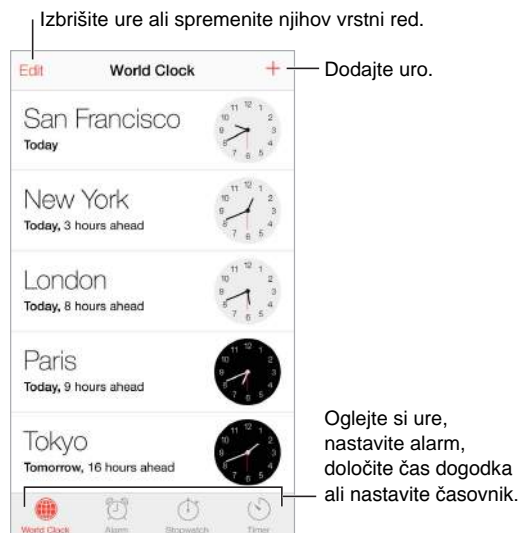 Izbrišite ure ali spremenite njihov vrstni red.
Edit World Clock +
Dodajte uro.
San Francisco
Today
New York
Today, 3 hours ahead
London
Today, 8 hours ahead
Paris
Today, 9 hours ahead
Tokyo
Tomorrow, 16 hours ahead
Oglejte si ure,
nastavite alarm,
določite čas dogodka
ali nastavite časovnik.
World Clock Alarm Stopwatch Timer